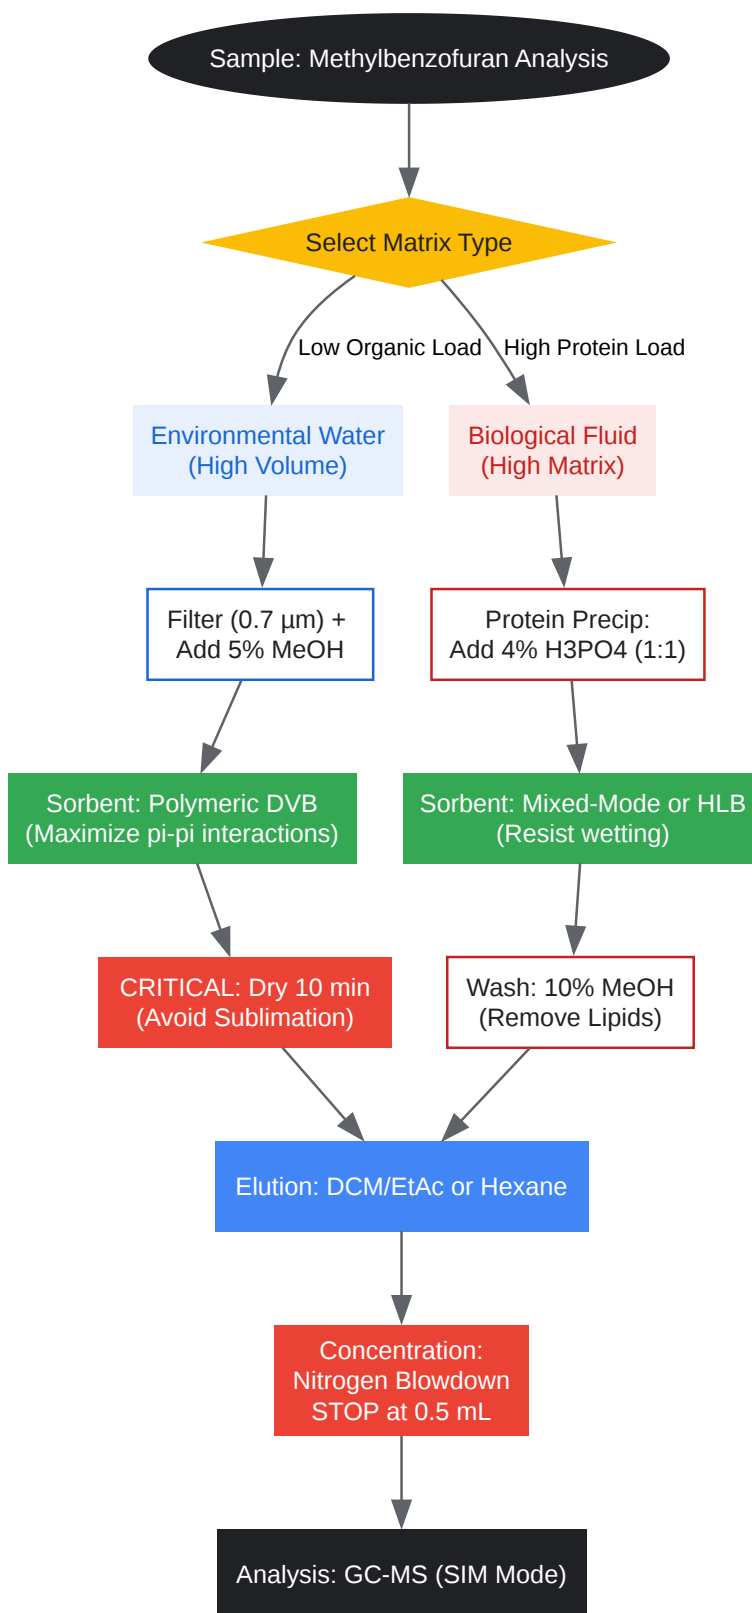 Sample: Methylbenzofuran Analysis
Select Matrix Type
Low Organic Load
High Protein Load
Environmental Water
(High Volume)
Biological Fluid
(High Matrix)
Filter (0.7 µm) +
Add 5% MeOH
Protein Precip:
Add 4% H3PO4 (1:1)
Sorbent: Polymeric DVB
(Maximize pi-pi interactions)
Sorbent: Mixed-Mode or HLB
(Resist wetting)
CRITICAL: Dry 10 min
(Avoid Sublimation)
Wash: 10% MeOH
(Remove Lipids)
Elution: DCM/EtAc or Hexane
Concentration:
Nitrogen Blowdown
STOP at 0.5 mL
Analysis: GC-MS (SIM Mode)